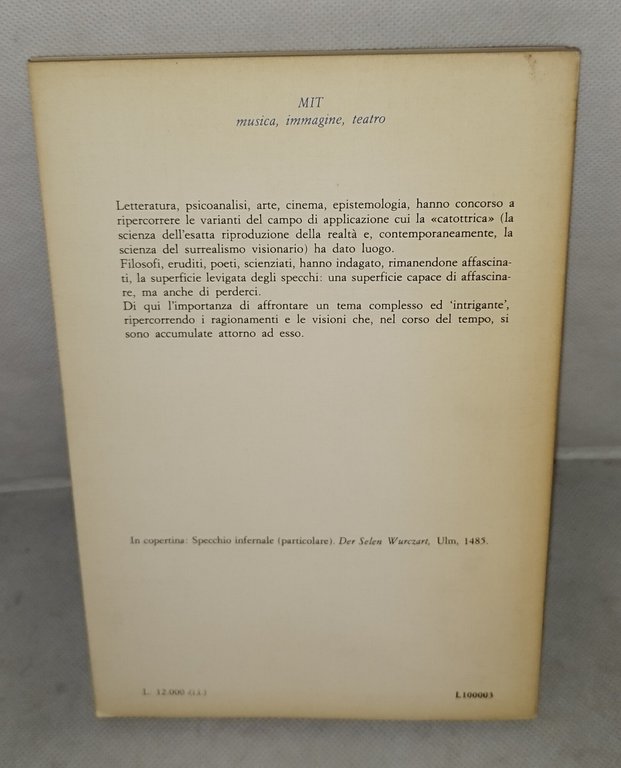 MIT
musica, immagine, teatro
Letteratura, psicoanalisi, arte, cinema, epistemologia, hanno concorso a
ripercorrere le varianti del campo di applicazione cui la «catottrica» (la
scienza dell'esatta riproduzione della realtà e, contemporaneamente, la
scienza del surrealismo visionario) ha dato luogo.
Filosofi, eruditi, poeti, scienziati, hanno indagato, rimanendone affascina-
ti, la superficie levigata degli specchi: una superficie capace di affascina-
re, ma anche di perderci.
Di qui l'importanza di affrontare un tema complesso ed 'intrigante',
ripercorrendo i ragionamenti e le visioni che, nel corso del tempo, si
sono accumulate attorno ad esso.
In copertina: Specchio infernale (particolare). Der Selen Wurczart, Ulm, 1485.
L. 12.000 (i.i.)
L100003